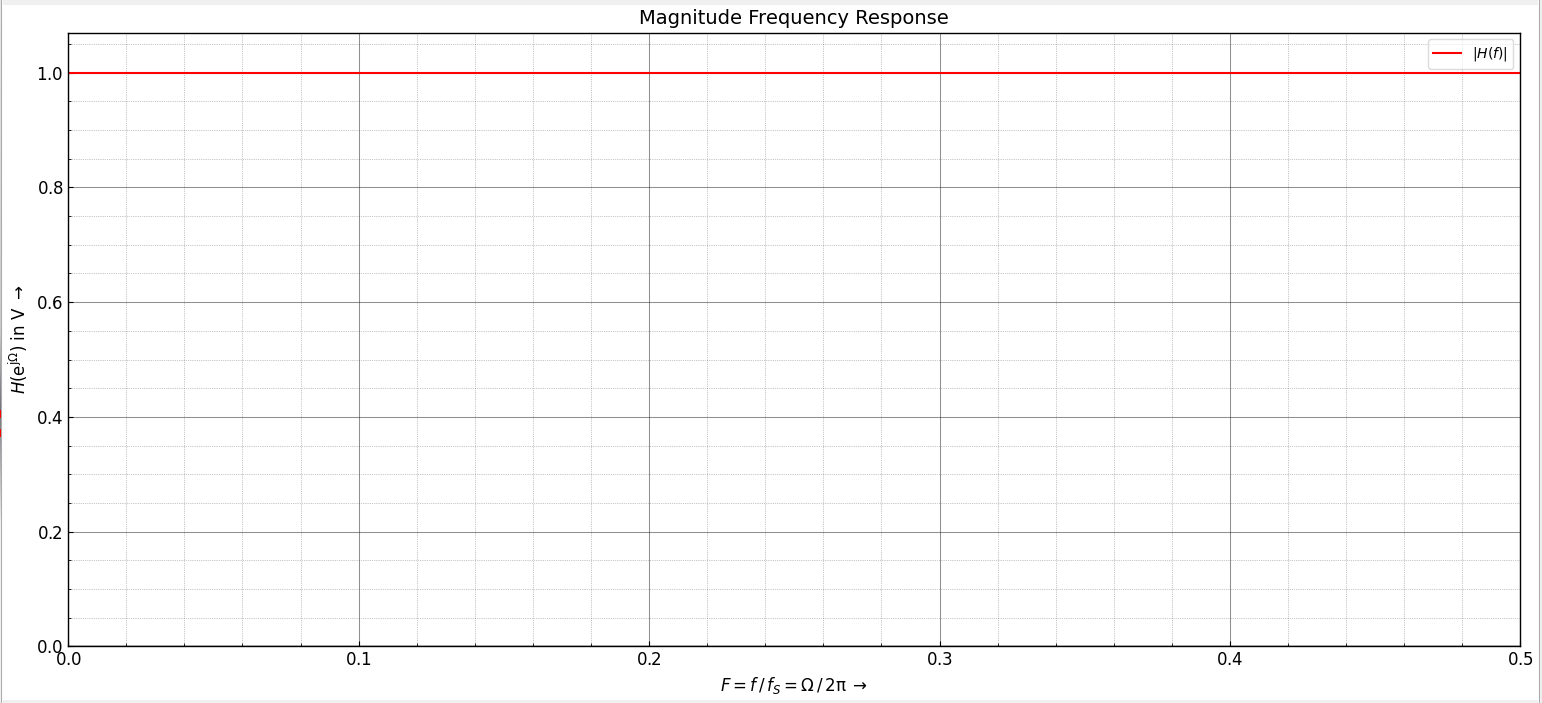 Magnitude Frequency Response
|H(f)|
1.0
0.8
0.6
0.4
0.2
0.0
H(e^{jΩ}) in V →
0.0 0.1 0.2 0.3 0.4 0.5
F = f / f_S = Ω / 2π →